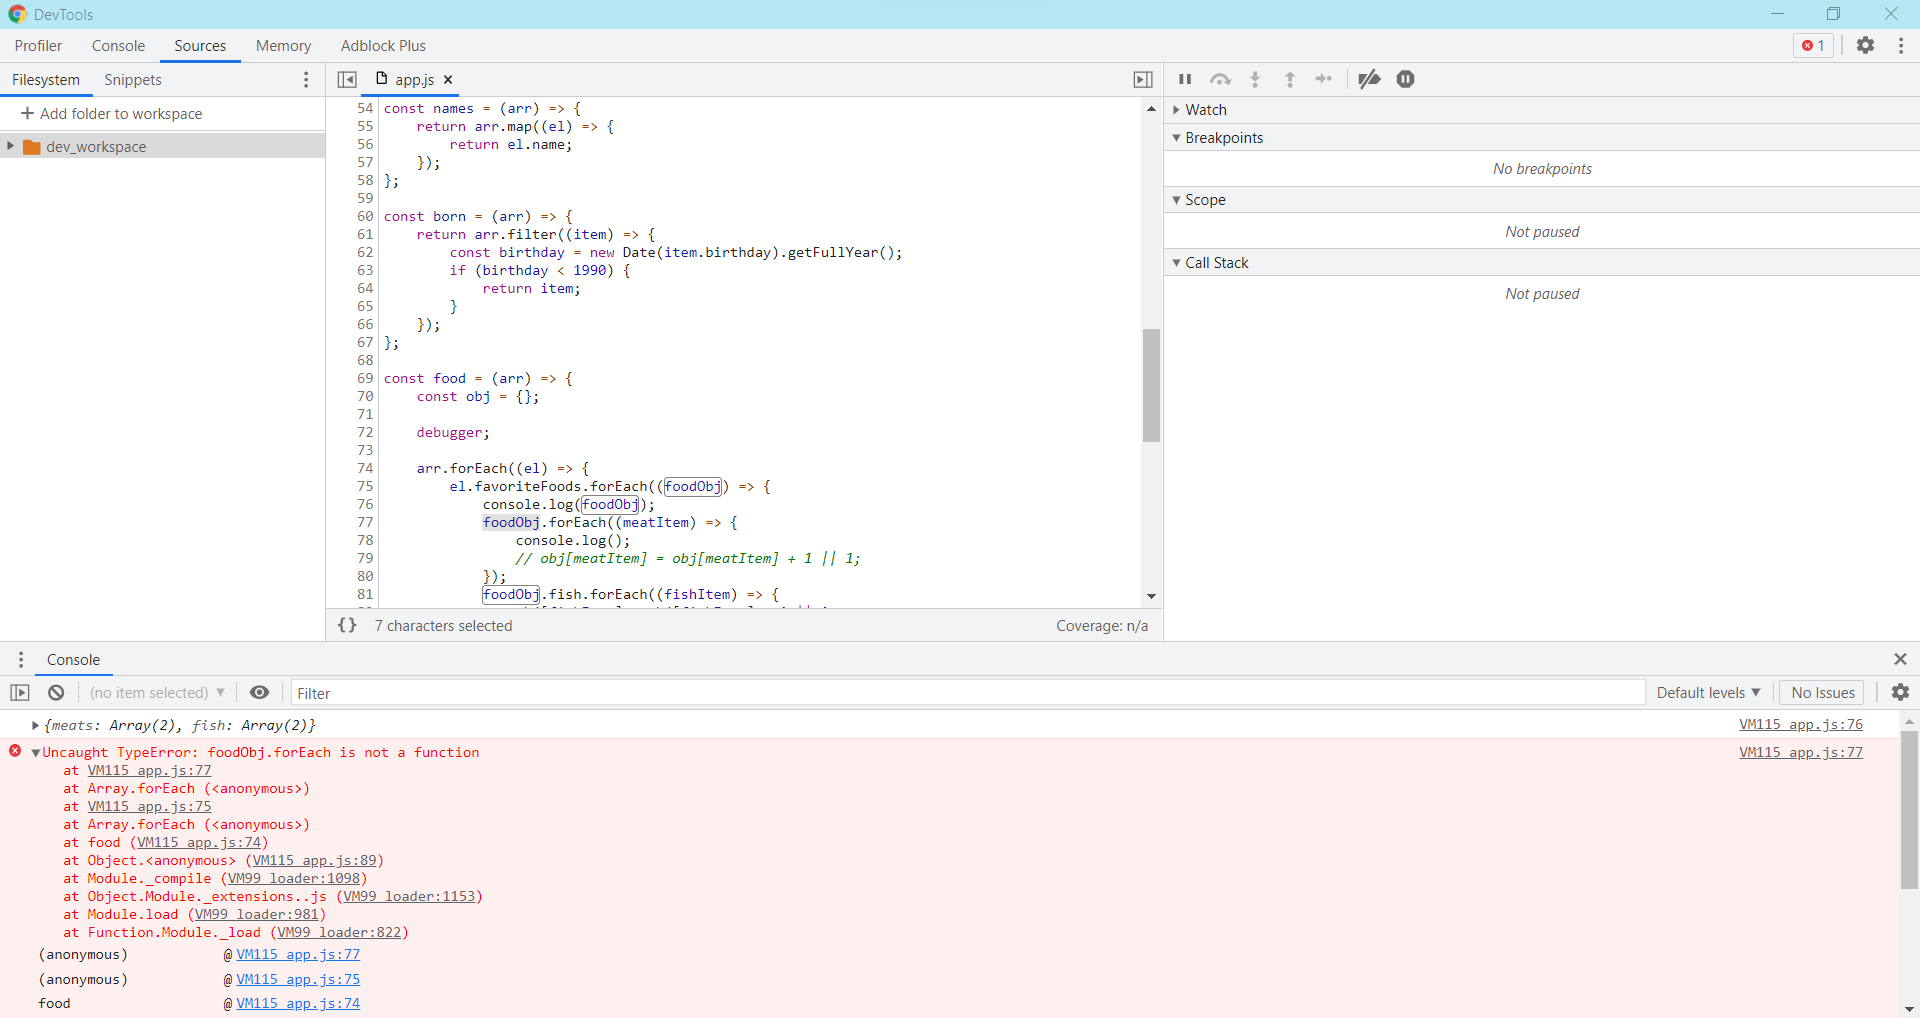 DevTools
Profiler Console Sources Memory Adblock Plus 1
Filesystem Snippets
app.js
Add folder to workspace
dev_workspace
54 const names = (arr) => {
55     return arr.map((el) => {
56         return el.name;
57     });
58 };
59
60 const born = (arr) => {
61     return arr.filter((item) => {
62         const birthday = new Date(item.birthday).getFullYear();
63         if (birthday < 1990) {
64             return item;
65         }
66     });
67 };
68
69 const food = (arr) => {
70     const obj = {};
71
72     debugger;
73
74     arr.forEach((el) => {
75         el.favoriteFoods.forEach((foodObj) => {
76             console.log(foodObj);
77             foodObj.forEach((meatItem) => {
78                 console.log();
79                 // obj[meatItem] = obj[meatItem] + 1 || 1;
80             });
81             foodObj.fish.forEach((fishItem) => {
{} 7 characters selected Coverage: n/a
Watch
Breakpoints
No breakpoints
Scope
Not paused
Call Stack
Not paused
Console
(no item selected) Filter Default levels No Issues
{meats: Array(2), fish: Array(2)} VM115 app.js:76
Uncaught TypeError: foodObj.forEach is not a function VM115 app.js:77
at VM115 app.js:77
at Array.forEach (<anonymous>)
at VM115 app.js:75
at Array.forEach (<anonymous>)
at food (VM115 app.js:74)
at Object.<anonymous> (VM115 app.js:89)
at Module._compile (VM99 loader:1098)
at Object.Module._extensions..js (VM99 loader:1153)
at Module.load (VM99 loader:981)
at Function.Module._load (VM99 loader:822)
(anonymous) @ VM115 app.js:77
(anonymous) @ VM115 app.js:75
food @ VM115 app.js:74